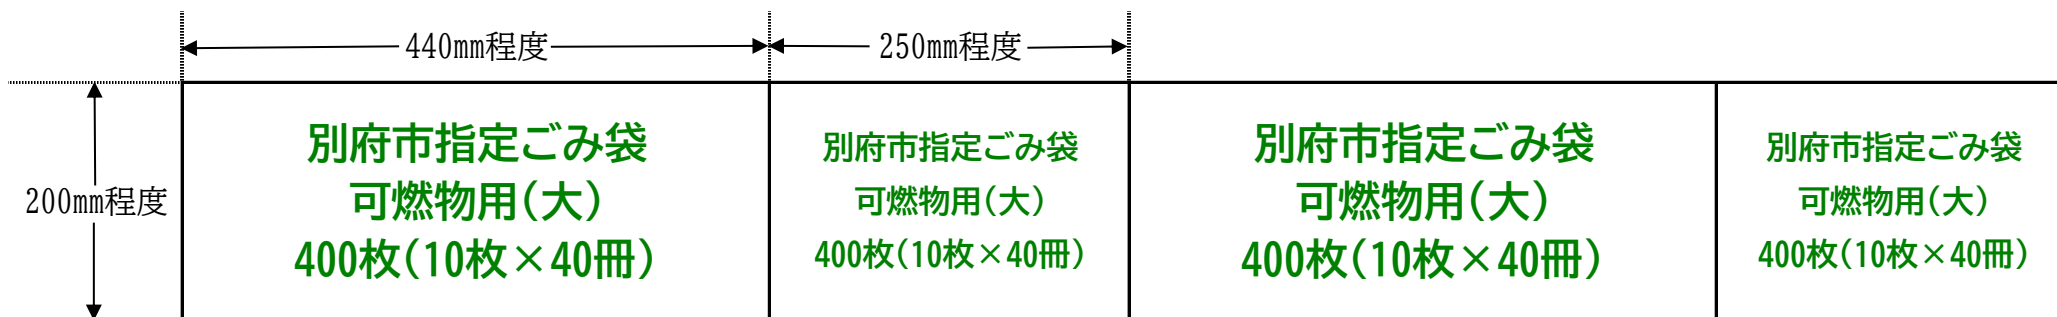 440mm程度
250mm程度
200mm程度
別府市指定ごみ袋
可燃物用(大)
400枚(10枚×40冊)
別府市指定ごみ袋
可燃物用(大)
400枚(10枚×40冊)
別府市指定ごみ袋
可燃物用(大)
400枚(10枚×40冊)
別府市指定ごみ袋
可燃物用(大)
400枚(10枚×40冊)